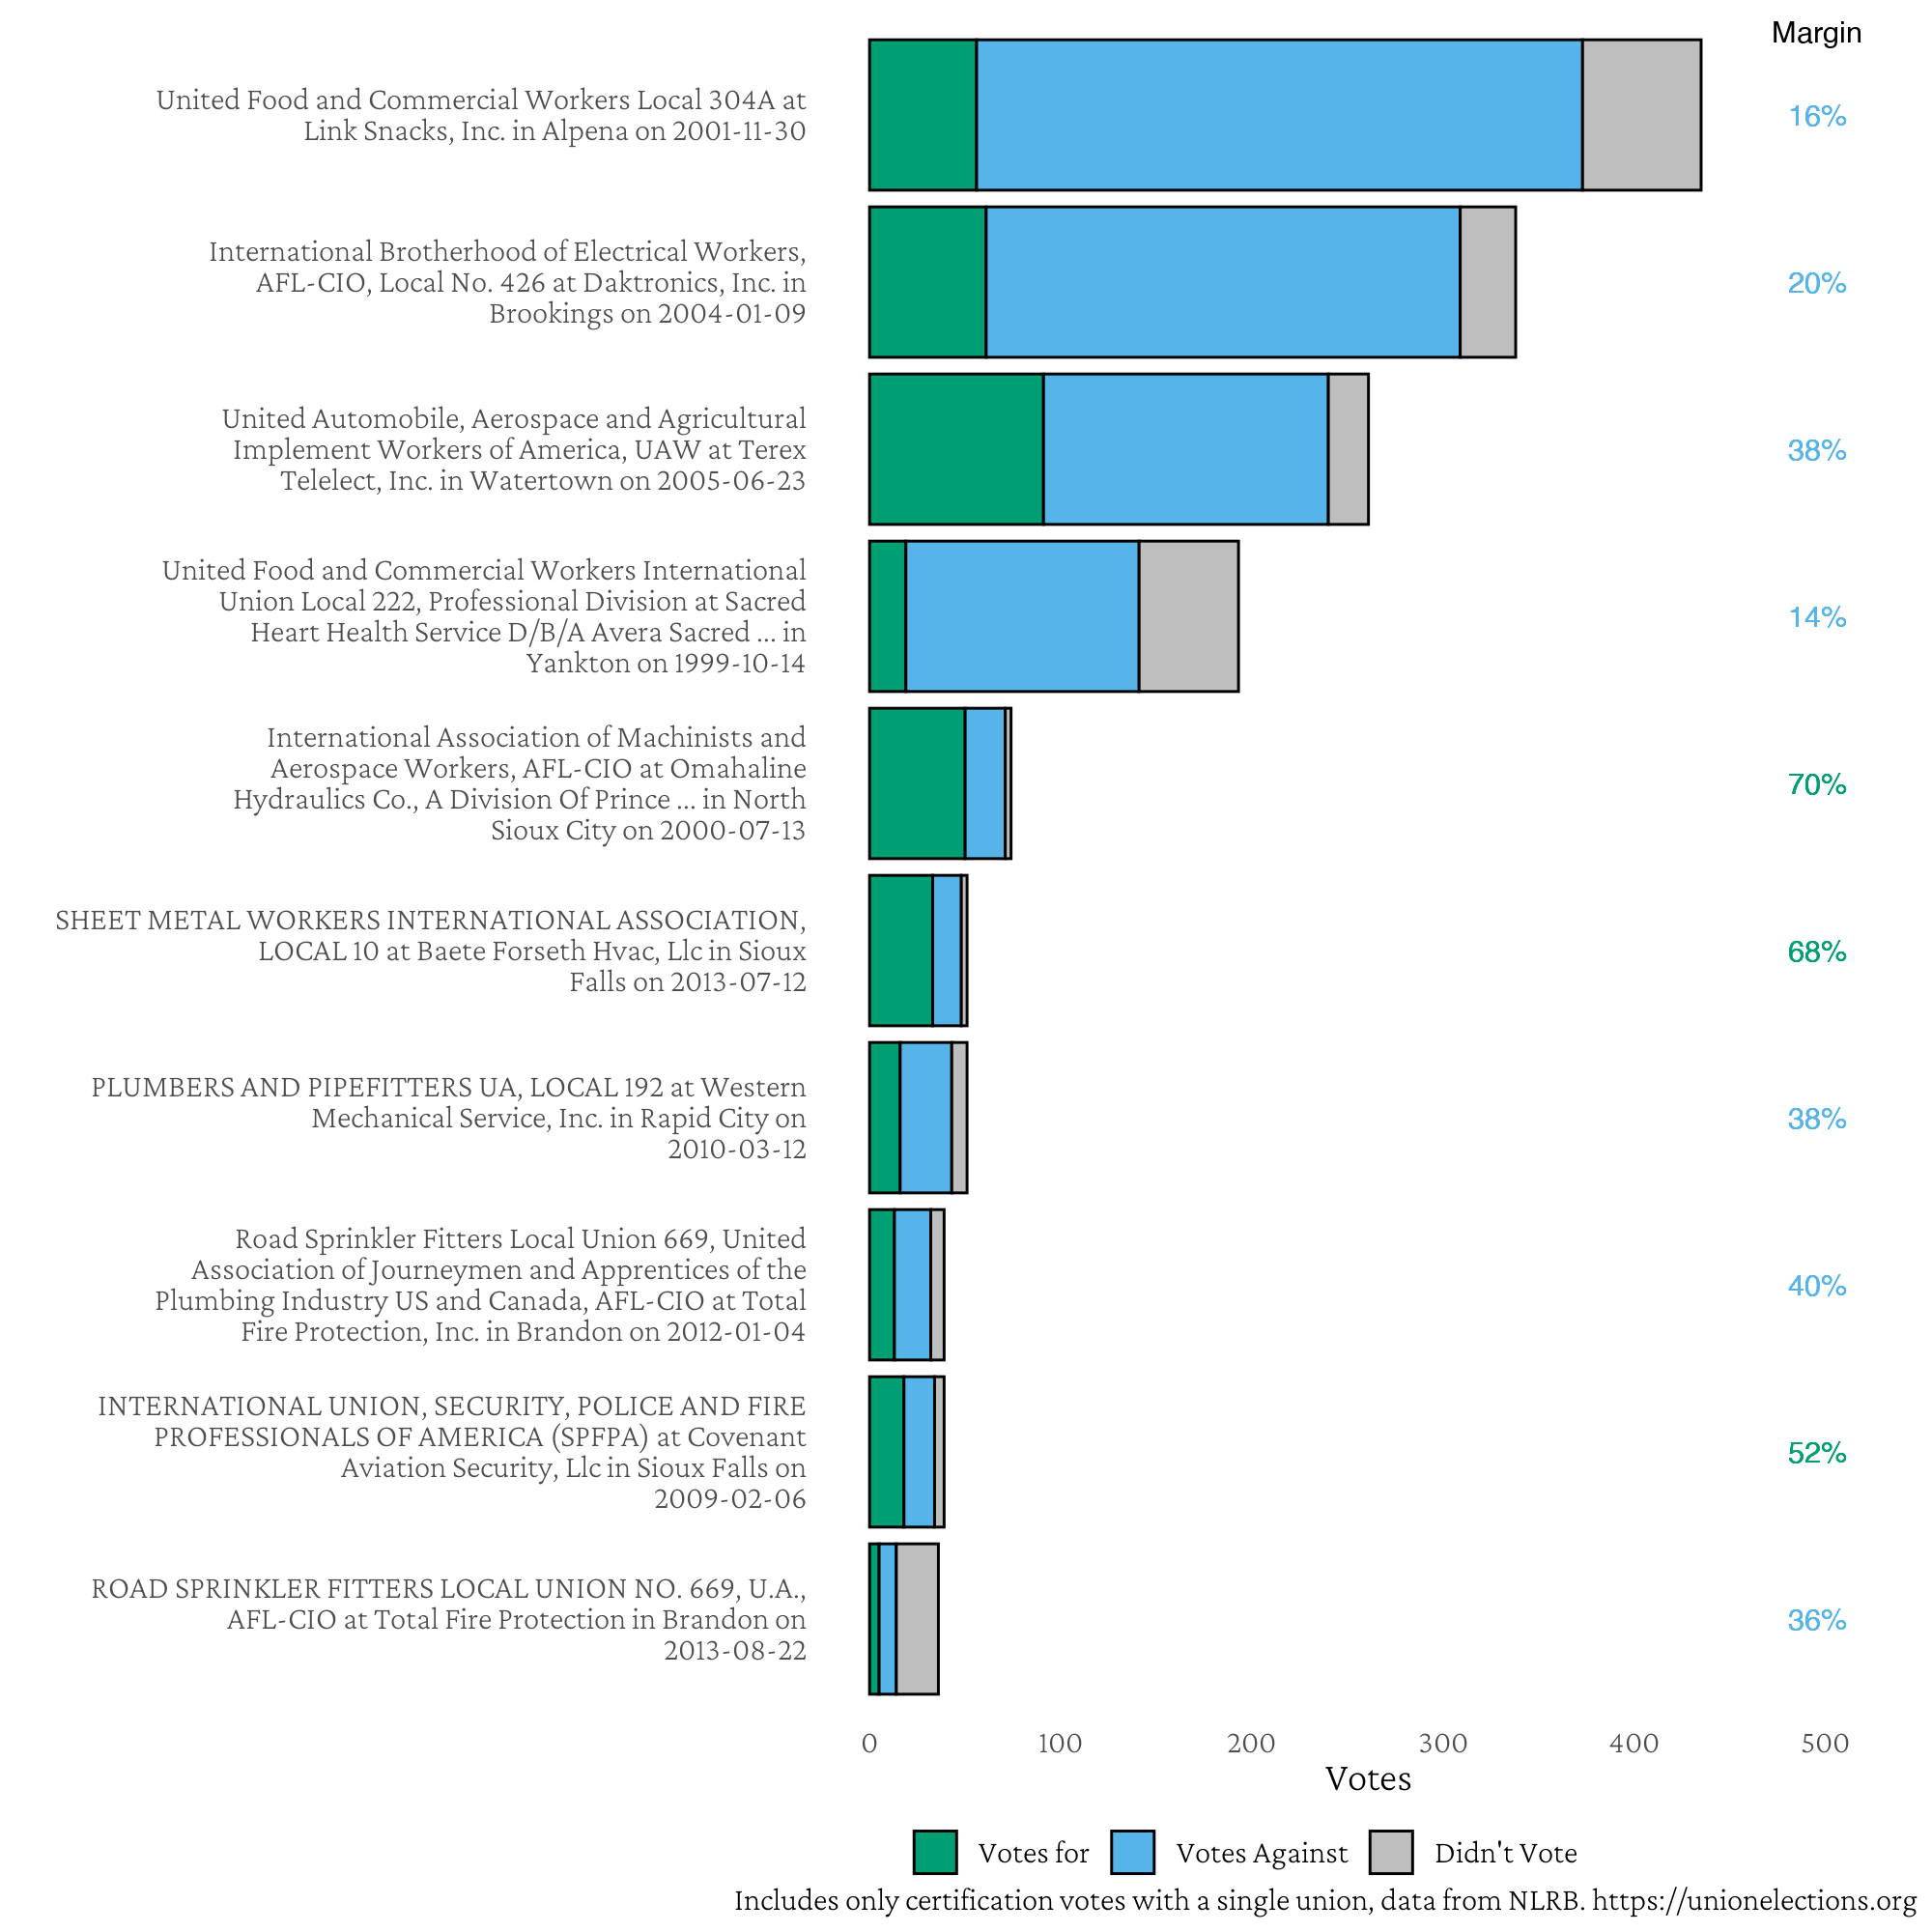 Margin
United Food and Commercial Workers Local 304A at
Link Snacks, Inc. in Alpena on 2001-11-30
16%
International Brotherhood of Electrical Workers,
AFL-CIO, Local No. 426 at Daktronics, Inc. in
Brookings on 2004-01-09
20%
United Automobile, Aerospace and Agricultural
Implement Workers of America, UAW at Terex
Telelect, Inc. in Watertown on 2005-06-23
38%
United Food and Commercial Workers International
Union Local 222, Professional Division at Sacred
Heart Health Service D/B/A Avera Sacred ... in
Yankton on 1999-10-14
14%
International Association of Machinists and
Aerospace Workers, AFL-CIO at Omahaline
Hydraulics Co., A Division Of Prince ... in North
Sioux City on 2000-07-13
70%
SHEET METAL WORKERS INTERNATIONAL ASSOCIATION,
LOCAL 10 at Baete Forseth Hvac, Llc in Sioux
Falls on 2013-07-12
68%
PLUMBERS AND PIPEFITTERS UA, LOCAL 192 at Western
Mechanical Service, Inc. in Rapid City on
2010-03-12
38%
Road Sprinkler Fitters Local Union 669, United
Association of Journeymen and Apprentices of the
Plumbing Industry US and Canada, AFL-CIO at Total
Fire Protection, Inc. in Brandon on 2012-01-04
40%
INTERNATIONAL UNION, SECURITY, POLICE AND FIRE
PROFESSIONALS OF AMERICA (SPFPA) at Covenant
Aviation Security, Llc in Sioux Falls on
2009-02-06
52%
ROAD SPRINKLER FITTERS LOCAL UNION NO. 669, U.A.,
AFL-CIO at Total Fire Protection in Brandon on
2013-08-22
36%
0 100 200 300 400 500
Votes
Votes for Votes Against Didn't Vote
Includes only certification votes with a single union, data from NLRB. https://unionelections.org